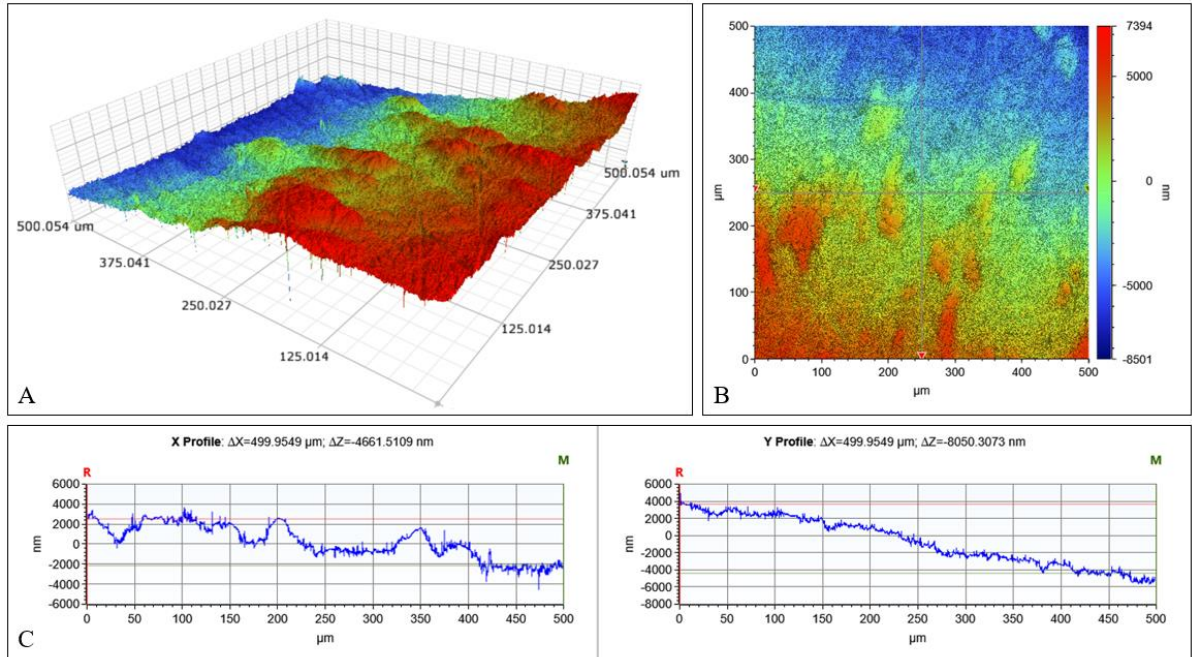 500.054 um
375.041
250.027
125.014
125.014
250.027
375.041
500.054 um
A
500
400
300
200
100
0
µm
0 100 200 300 400 500
µm
7394
5000
0
-5000
-8501
nm
B
X Profile: ΔX=499.9549 µm; ΔZ=-4661.5109 nm
R
M
6000
4000
2000
0
-2000
-4000
-6000
nm
0 50 100 150 200 250 300 350 400 450 500
µm
C
Y Profile: ΔX=499.9549 µm; ΔZ=-8050.3073 nm
R
M
6000
4000
2000
0
-2000
-4000
-6000
-8000
nm
0 50 100 150 200 250 300 350 400 450 500
µm